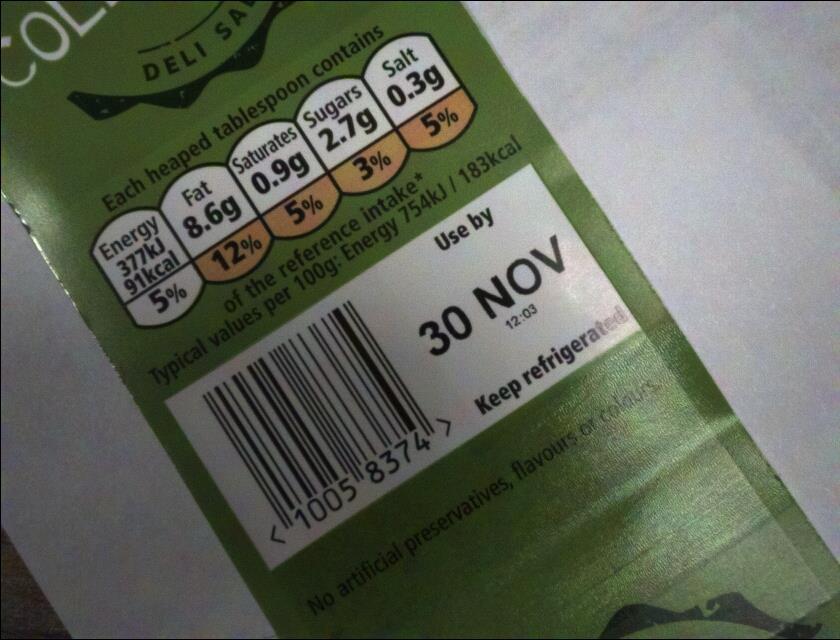 COL
DELI SA
Each heaped tablespoon contains
Energy
377kJ
91kcal
5%
Fat
8.6g
12%
Saturates
0.9g
5%
Sugars
2.7g
3%
Salt
0.3g
5%
of the reference intake*
Typical values per 100g: Energy 754kJ / 183kcal
Use by
30 NOV
12:03
Keep refrigerated
< 1005 8374 >
No artificial preservatives, flavours or colours.